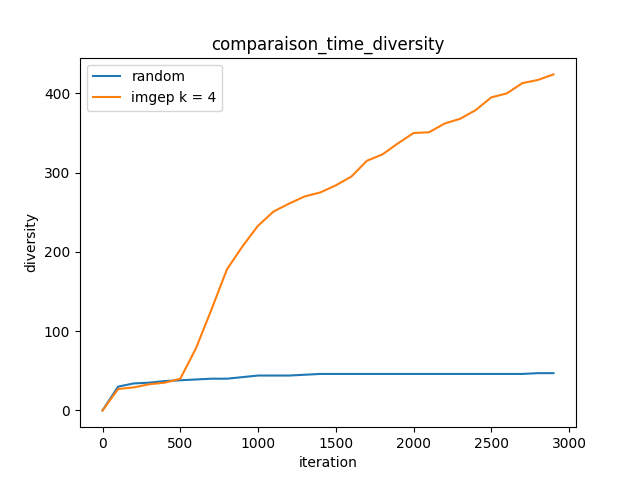 comparaison_time_diversity
random
imgep k = 4
diversity
400
300
200
100
0
0 500 1000 1500 2000 2500 3000
iteration